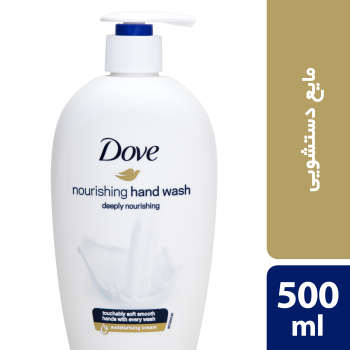 Dove
nourishing hand wash
deeply nourishing
touchably soft smooth
hands with every wash
moisturising cream
مایع دستشویی
500
ml